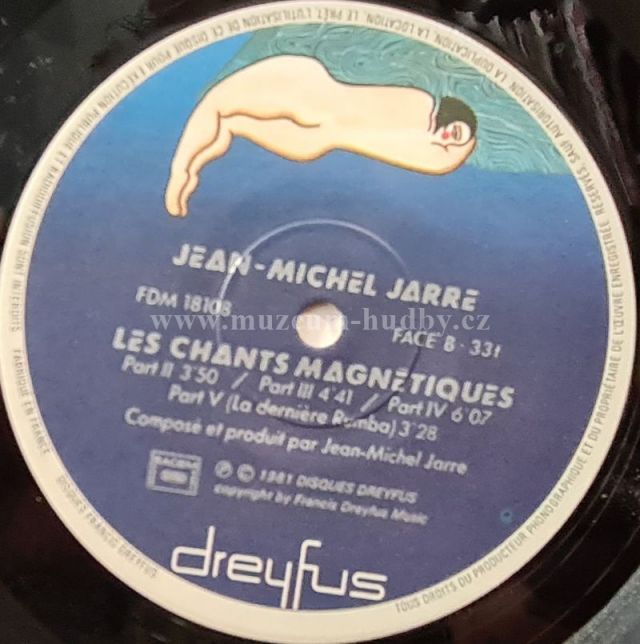 JEAN-MICHEL JARRE
FDM 18108
FACE B - 33t
LES CHANTS MAGNÉTIQUES
Part II 3'50 / Part III 4'41 / Part IV 6'07
Part V (La dernière Rumba) 3'28
Composé et produit par Jean-Michel Jarre
SACEM
℗ © 1981 DISQUES DREYFUS
copyright by Francis Dreyfus Music
dreyfus
TOUS DROITS DU PRODUCTEUR PHONOGRAPHIQUE ET DU PROPRIÉTAIRE DE L'ŒUVRE ENREGISTRÉE RÉSERVÉS. SAUF AUTORISATION, LA DUPLICATION, LA LOCATION, LE PRÊT, L'UTILISATION DE CE DISQUE POUR EXÉCUTION PUBLIQUE ET RADIODIFFUSION SONT INTERDITS
FABRIQUÉ EN FRANCE
www.muzeum-hudby.cz